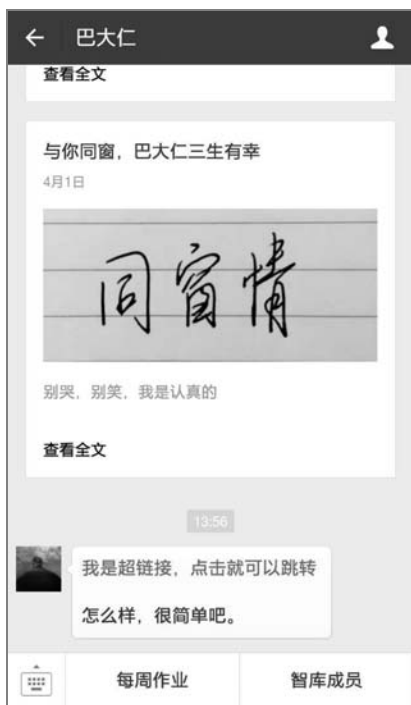 巴大仁
查看全文
与你同窗，巴大仁三生有幸
4月1日
同窗情
别哭，别笑，我是认真的
查看全文
13:56
我是超链接，点击就可以跳转
怎么样，很简单吧。
每周作业
智库成员